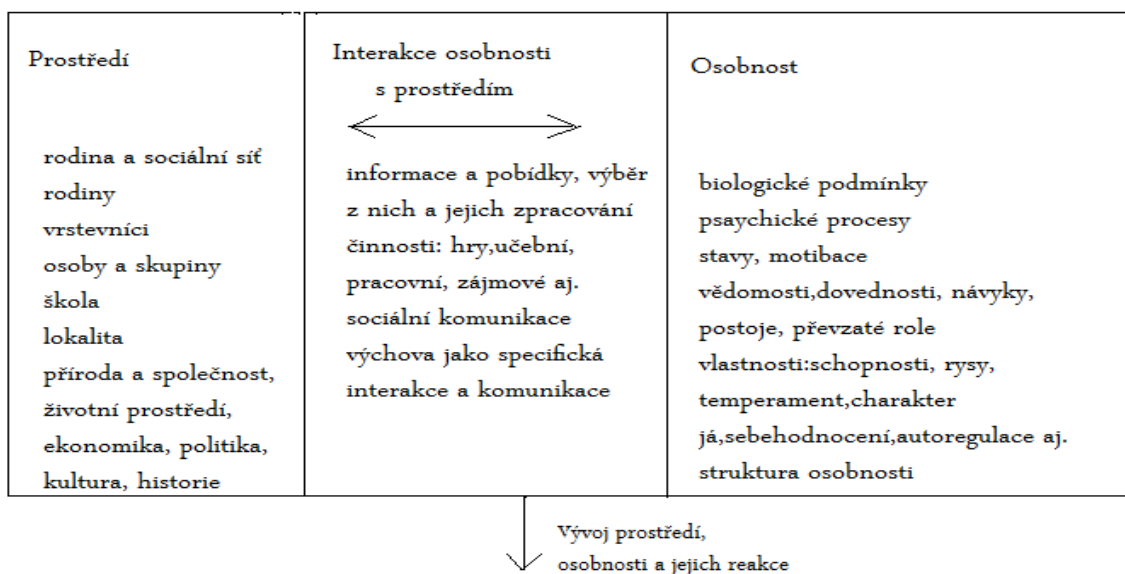 Prostředí
rodina a sociální síť
rodiny
vrstevníci
osoby a skupiny
škola
lokalita
příroda a společnost,
životní prostředí,
ekonomika, politika,
kultura, historie
Interakce osobnosti
s prostředím
informace a pobídky, výběr
z nich a jejich zpracování
činnosti: hry,učební,
pracovní, zájmové aj.
sociální komunikace
výchova jako specifická
interakce a komunikace
Osobnost
biologické podmínky
psaychické procesy
stavy, motibace
vědomosti,dovednosti, návyky,
postoje, převzaté role
vlastnosti:schopnosti, rysy,
temperament,charakter
já,sebehodnocení,autoregulace aj.
struktura osobnosti
Vývoj prostředí,
osobnosti a jejich reakce